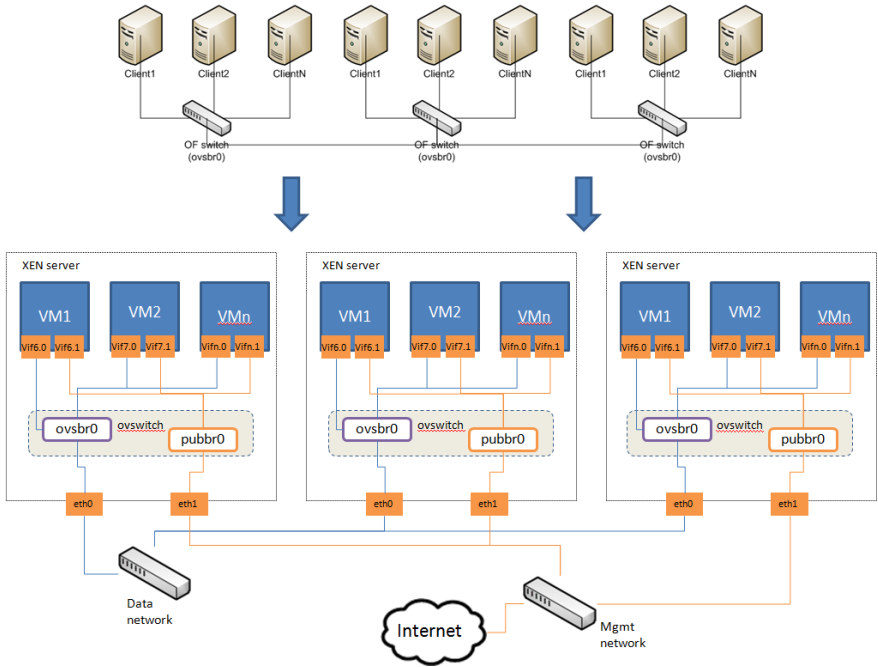 Client1 Client2 ClientN Client1 Client2 ClientN Client1 Client2 ClientN
OF switch OF switch OF switch
(ovsbr0) (ovsbr0) (ovsbr0)
XEN server XEN server XEN server
VM1 VM2 VMn VM1 VM2 VMn VM1 VM2 VMn
Vif6.0 Vif6.1 Vif7.0 Vif7.1 Vifn.0 Vifn.1 Vif6.0 Vif6.1 Vif7.0 Vif7.1 Vifn.0 Vifn.1 Vif6.0 Vif6.1 Vif7.0 Vif7.1 Vifn.0 Vifn.1
ovsbr0 ovswitch pubbr0 ovsbr0 ovswitch pubbr0 ovsbr0 ovswitch pubbr0
eth0 eth1 eth0 eth1 eth0 eth1
Data
network
Internet
Mgmt
network